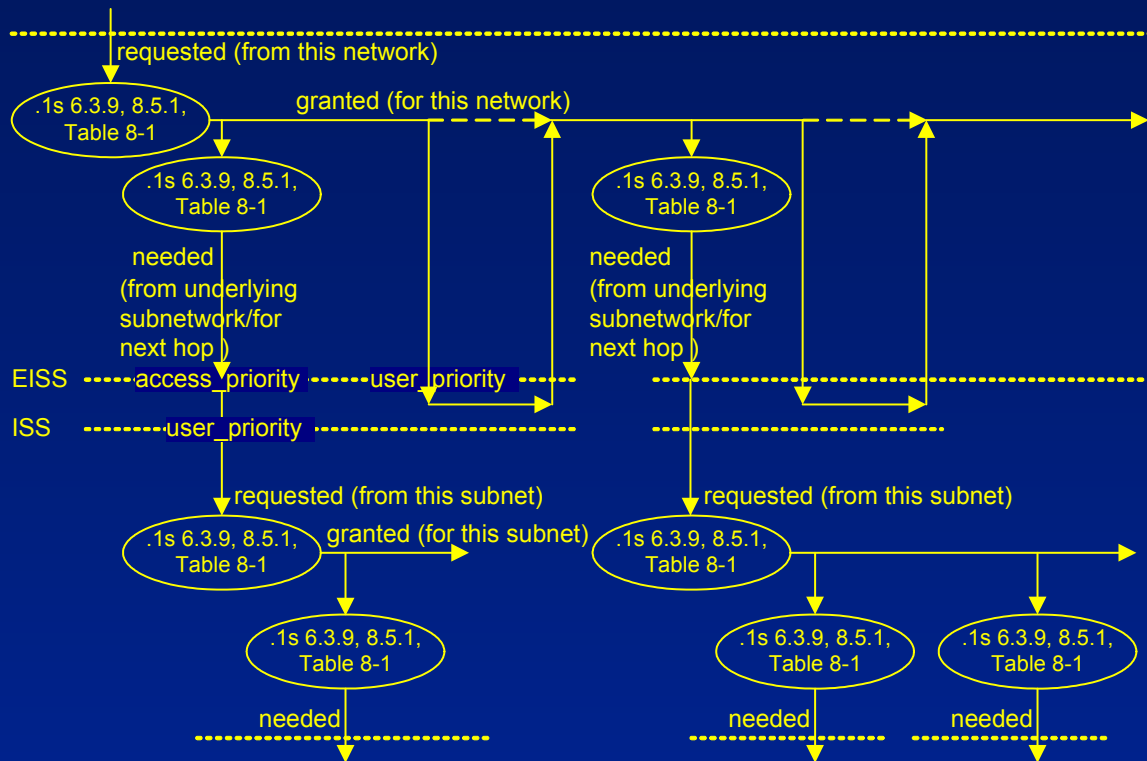 requested (from this network)
.1s 6.3.9, 8.5.1,
Table 8-1
granted (for this network)
.1s 6.3.9, 8.5.1,
Table 8-1
.1s 6.3.9, 8.5.1,
Table 8-1
needed
(from underlying
subnetwork/for
next hop )
needed
(from underlying
subnetwork/for
next hop )
EISS
access_priority
user_priority
ISS
user_priority
requested (from this subnet)
requested (from this subnet)
.1s 6.3.9, 8.5.1,
Table 8-1
granted (for this subnet)
.1s 6.3.9, 8.5.1,
Table 8-1
.1s 6.3.9, 8.5.1,
Table 8-1
.1s 6.3.9, 8.5.1,
Table 8-1
.1s 6.3.9, 8.5.1,
Table 8-1
needed
needed
needed